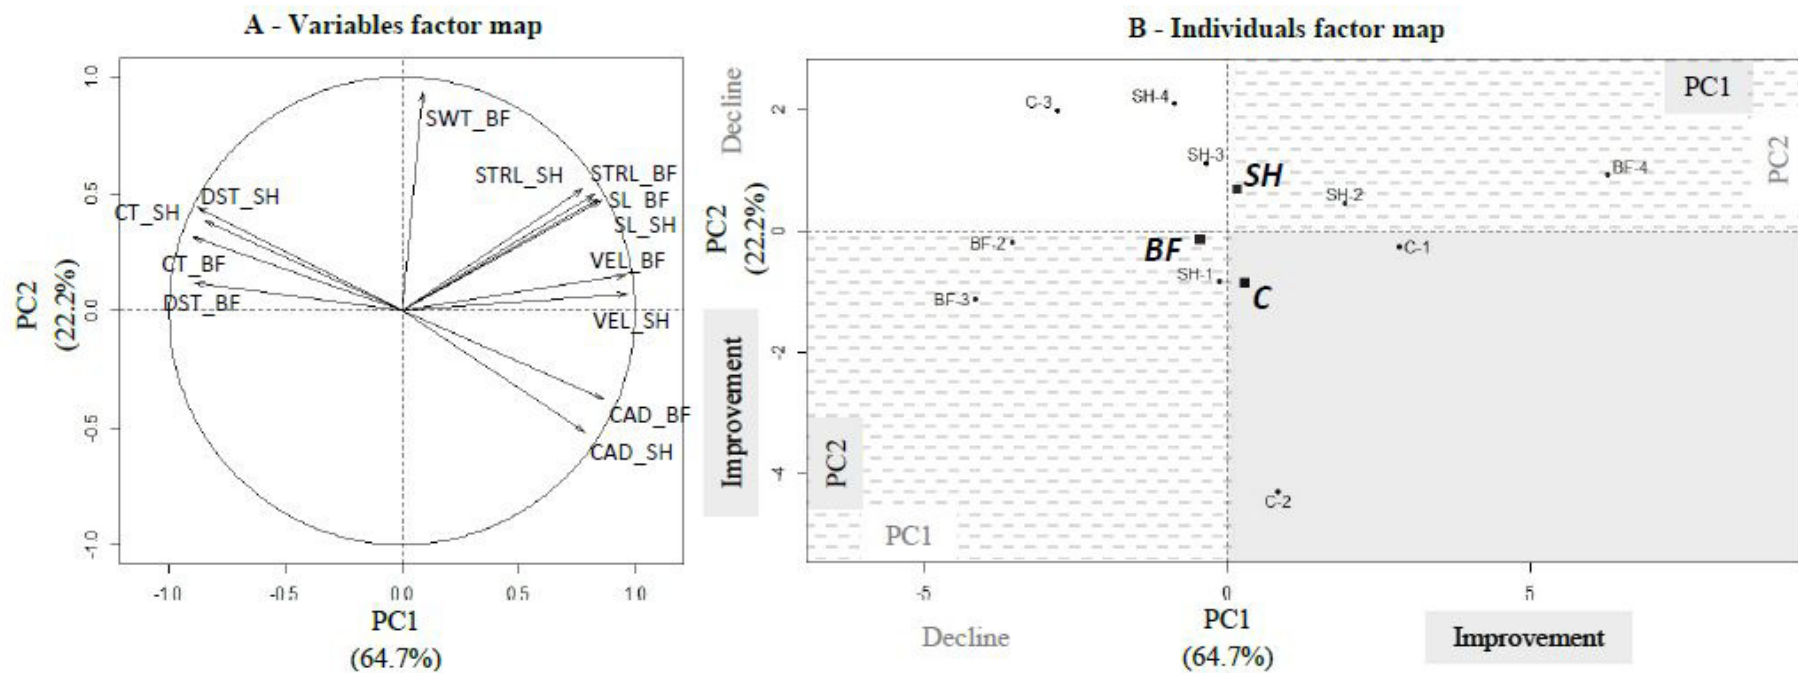 A - Variables factor map
1.0
0.5
0.0
-0.5
-1.0
PC2
(22.2%)
SWT_BF
STRL_SH
STRL_BF
SL_BF
SL_SH
DST_SH
CT_SH
CT_BF
DST_BF
VEL_BF
VEL_SH
CAD_BF
CAD_SH
-1.0
-0.5
0.0
0.5
1.0
PC1
(64.7%)
B - Individuals factor map
Decline
PC2
(22.2%)
Improvement
2
0
-2
-4
C-3
SH-4
SH-3
SH
SH-2
BF-4
PC1
PC2
BF-2
BF
SH-1
BF-3
C-1
C
C-2
PC2
PC1
-5
0
5
Decline
PC1
(64.7%)
Improvement